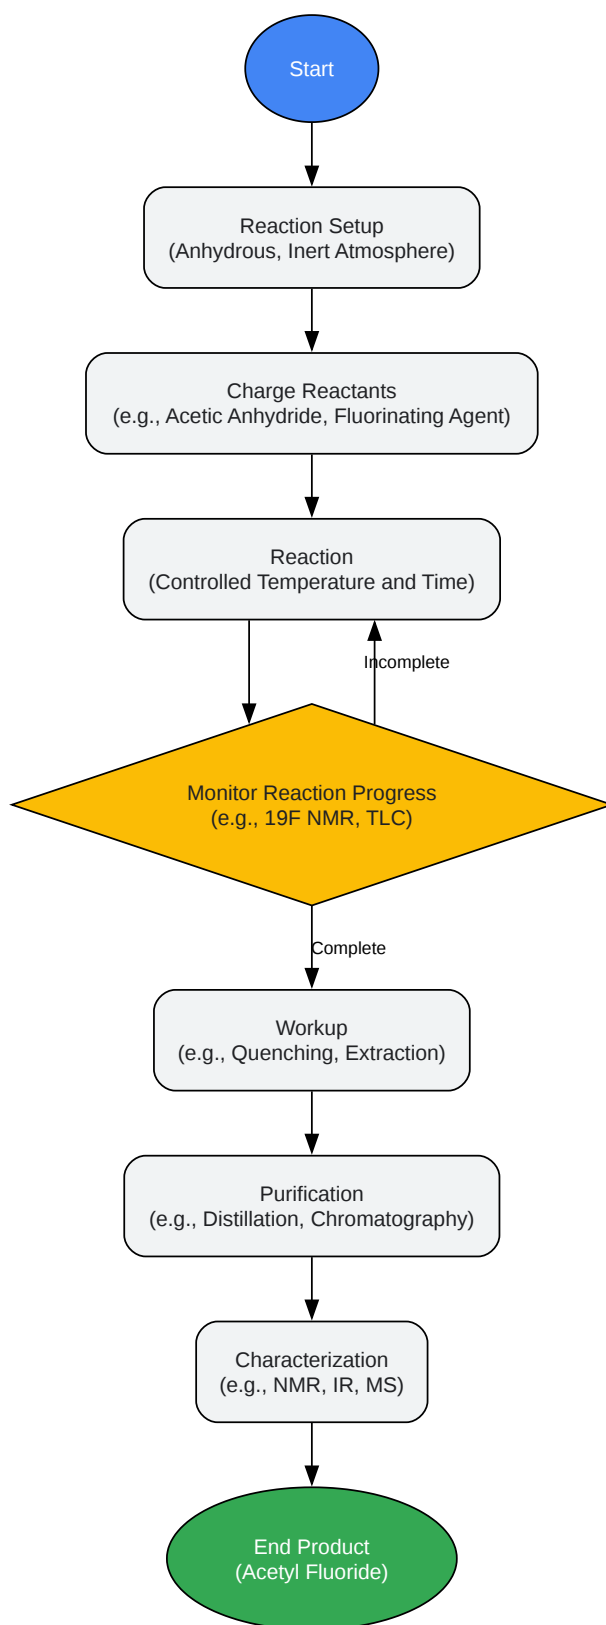 Start
Reaction Setup
(Anhydrous, Inert Atmosphere)
Charge Reactants
(e.g., Acetic Anhydride, Fluorinating Agent)
Reaction
(Controlled Temperature and Time)
Incomplete
Monitor Reaction Progress
(e.g., 19F NMR, TLC)
Complete
Workup
(e.g., Quenching, Extraction)
Purification
(e.g., Distillation, Chromatography)
Characterization
(e.g., NMR, IR, MS)
End Product
(Acetyl Fluoride)